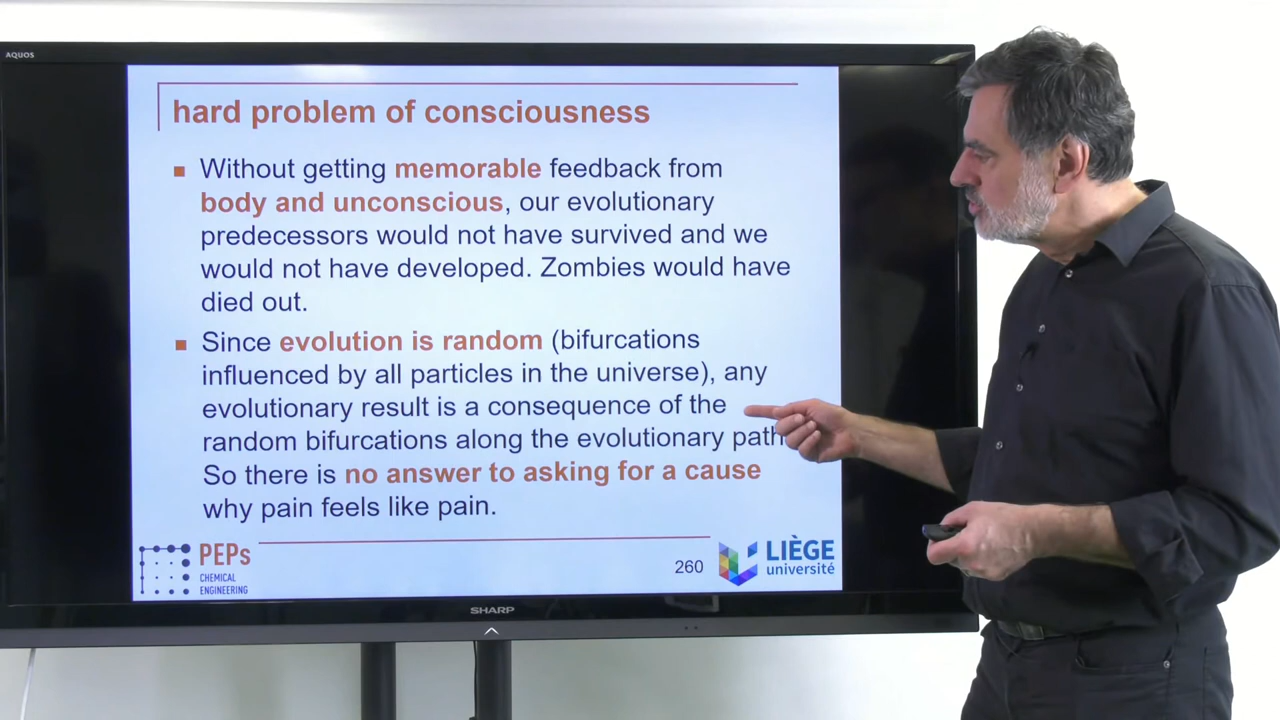 AQUOS
hard problem of consciousness
Without getting memorable feedback from
body and unconscious, our evolutionary
predecessors would not have survived and we
would not have developed. Zombies would have
died out.
Since evolution is random (bifurcations
influenced by all particles in the universe), any
evolutionary result is a consequence of the
random bifurcations along the evolutionary path
So there is no answer to asking for a cause
why pain feels like pain.
PEPs
CHEMICAL
ENGINEERING
260
LIÈGE
université
SHARP